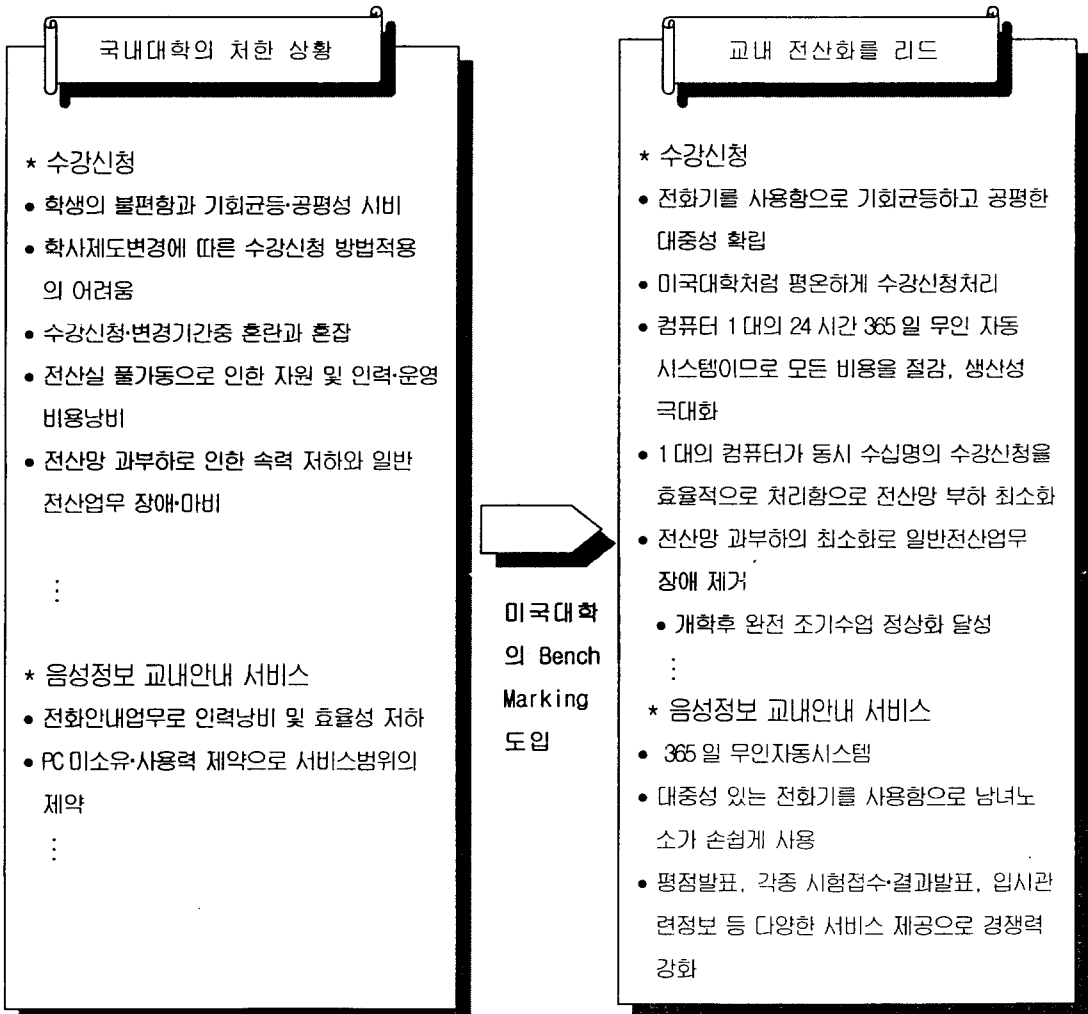 국내대학의 처한 상황
* 수강신청
• 학생의 불편함과 기회균등·공평성 시비
• 학사제도변경에 따른 수강신청 방법적용
의 어려움
• 수강신청·변경기간중 혼란과 혼잡
• 전산실 풀가동으로 인한 자원 및 인력·운영
비용낭비
• 전산망 과부하로 인한 속력 저하와 일반
전산업무 장애·마비
⋮
* 음성정보 교내안내 서비스
• 전화안내업무로 인력낭비 및 효율성 저하
• PC미소유·사용력 제약으로 서비스범위의
제약
⋮
미국대학
의 Bench
Marking
도입
교내 전산화를 리드
* 수강신청
• 전화기를 사용함으로 기회균등하고 공평한
대중성 확립
• 미국대학처럼 평온하게 수강신청처리
• 컴퓨터 1대의 24시간 365일 무인 자동
시스템이므로 모든 비용을 절감, 생산성
극대화
• 1대의 컴퓨터가 동시 수십명의 수강신청을
효율적으로 처리함으로 전산망 부하 최소화
• 전산망 과부하의 최소화로 일반전산업무
장애 제거
• 개학후 완전 조기수업 정상화 달성
⋮
* 음성정보 교내안내 서비스
• 365일 무인자동시스템
• 대중성 있는 전화기를 사용함으로 남녀노
소가 손쉽게 사용
• 평점발표, 각종 시험접수·결과발표, 입시관
련정보 등 다양한 서비스 제공으로 경쟁력
강화